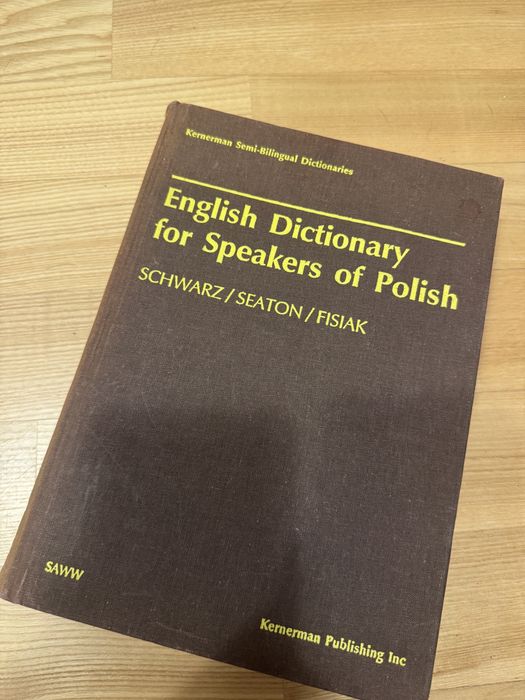 Kernerman Semi-Bilingual Dictionaries
English Dictionary
for Speakers of Polish
SCHWARZ/SEATON/FISIAK
SAWW
Kernerman Publishing Inc